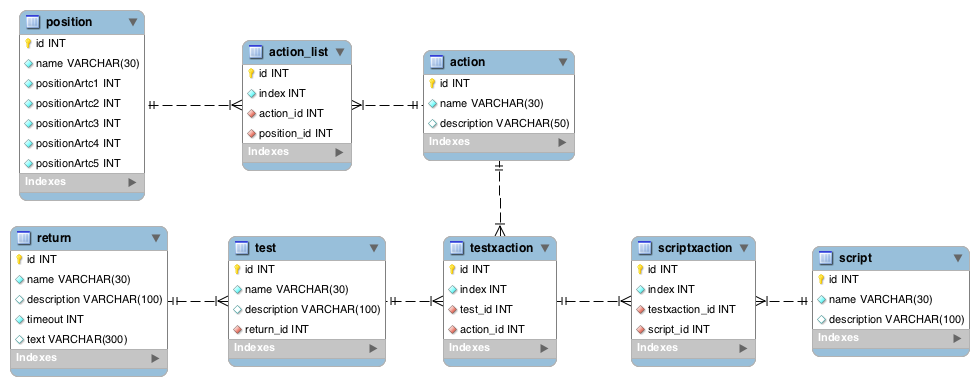 position
id INT
name VARCHAR(30)
positionArtc1 INT
positionArtc2 INT
positionArtc3 INT
positionArtc4 INT
positionArtc5 INT
Indexes
action_list
id INT
index INT
action_id INT
position_id INT
Indexes
action
id INT
name VARCHAR(30)
description VARCHAR(50)
Indexes
return
id INT
name VARCHAR(30)
description VARCHAR(100)
timeout INT
text VARCHAR(300)
Indexes
test
id INT
name VARCHAR(30)
description VARCHAR(100)
return_id INT
Indexes
testxaction
id INT
index INT
test_id INT
action_id INT
Indexes
scriptxaction
id INT
index INT
testxaction_id INT
script_id INT
Indexes
script
id INT
name VARCHAR(30)
description VARCHAR(100)
Indexes